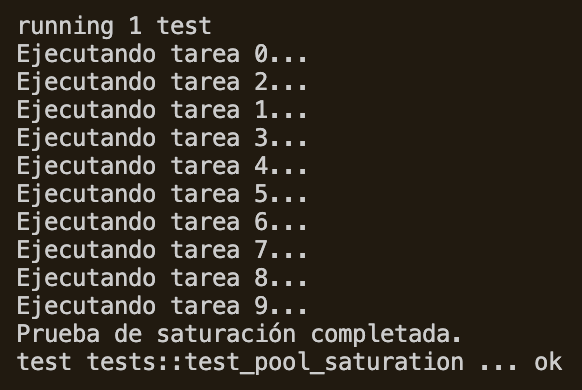 running 1 test
Ejecutando tarea 0...
Ejecutando tarea 2...
Ejecutando tarea 1...
Ejecutando tarea 3...
Ejecutando tarea 4...
Ejecutando tarea 5...
Ejecutando tarea 6...
Ejecutando tarea 7...
Ejecutando tarea 8...
Ejecutando tarea 9...
Prueba de saturación completada.
test tests::test_pool_saturation ... ok